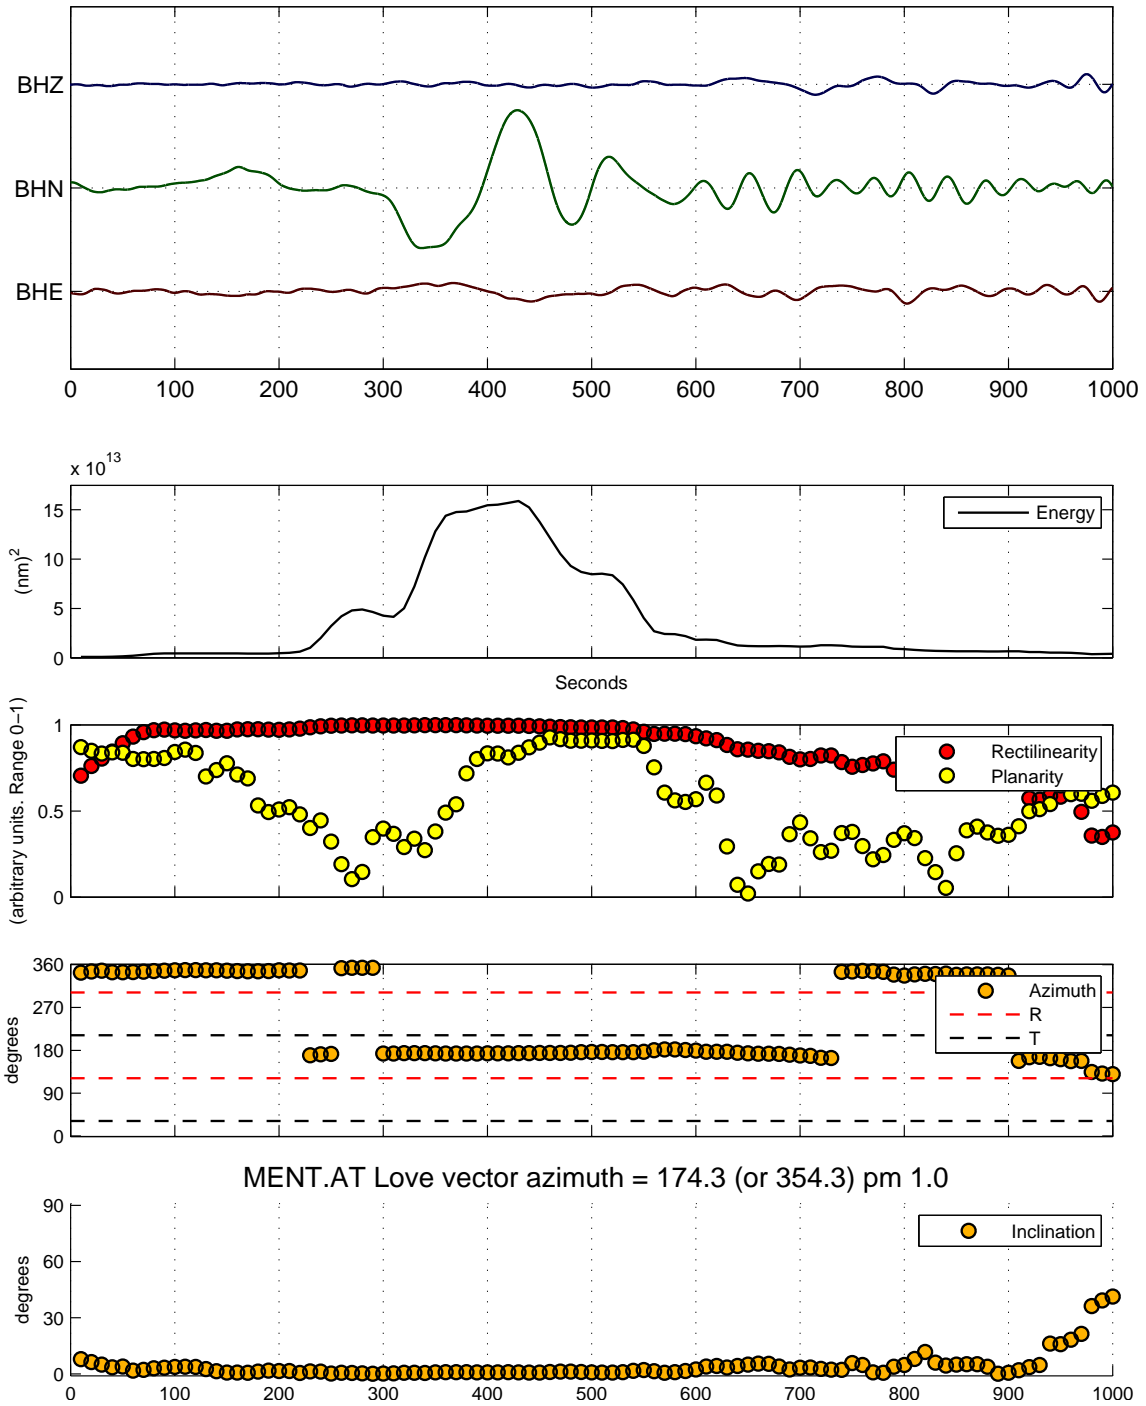 BHZ
BHN
BHE
0 100 200 300 400 500 600 700 800 900 1000
x 10^13
15
10
5
0
(nm)^2
Energy
Seconds
1
0.5
0
(arbitrary units. Range 0−1)
Rectilinearity
Planarity
360
270
180
90
0
degrees
Azimuth
R
T
MENT.AT Love vector azimuth = 174.3 (or 354.3) pm 1.0
90
60
30
0
degrees
Inclination
0 100 200 300 400 500 600 700 800 900 1000